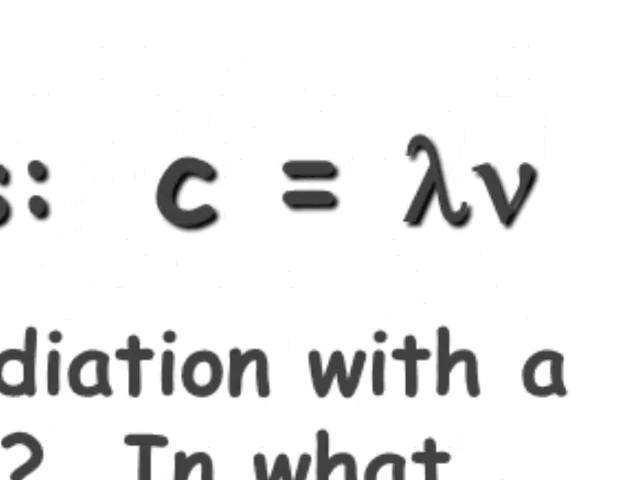 : c = λν
diation with a
? In what